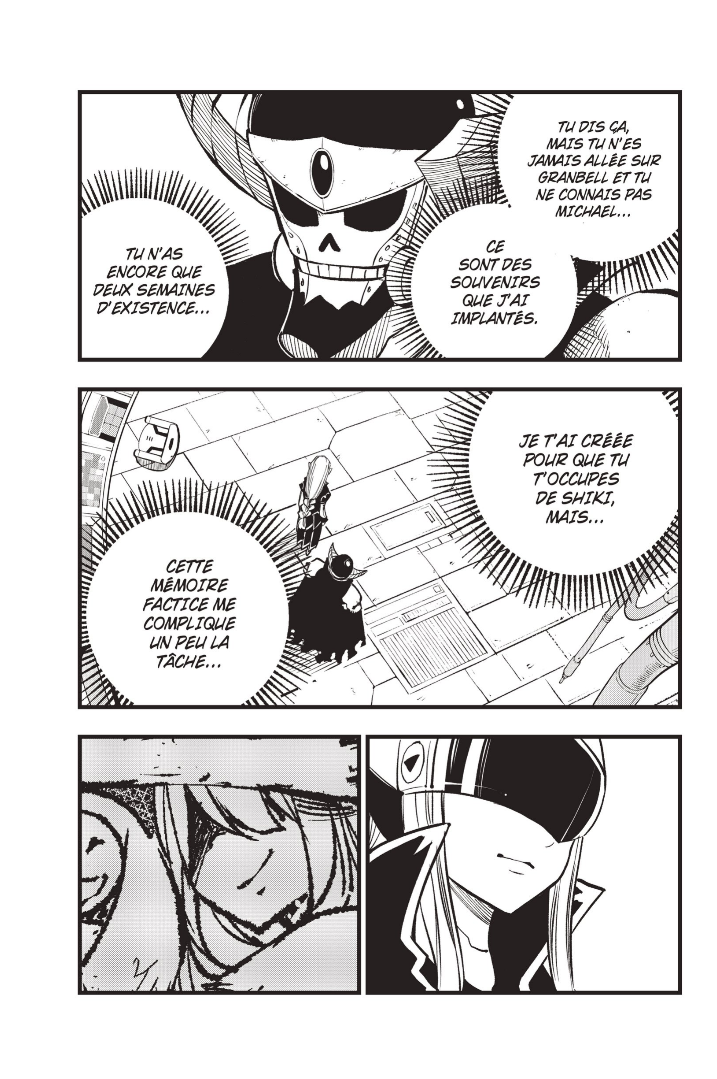 TU DIS ÇA,
MAIS TU N'ES
JAMAIS ALLÉE SUR
GRANBELL ET TU
NE CONNAIS PAS
MICHAEL...
CE
SONT DES
SOUVENIRS
QUE J'AI
IMPLANTÉS.
TU N'AS
ENCORE QUE
DEUX SEMAINES
D'EXISTENCE...
JE T'AI CRÉÉE
POUR QUE TU
T'OCCUPES
DE SHIKI,
MAIS...
CETTE
MÉMOIRE
FACTICE ME
COMPLIQUE
UN PEU LA
TÂCHE...